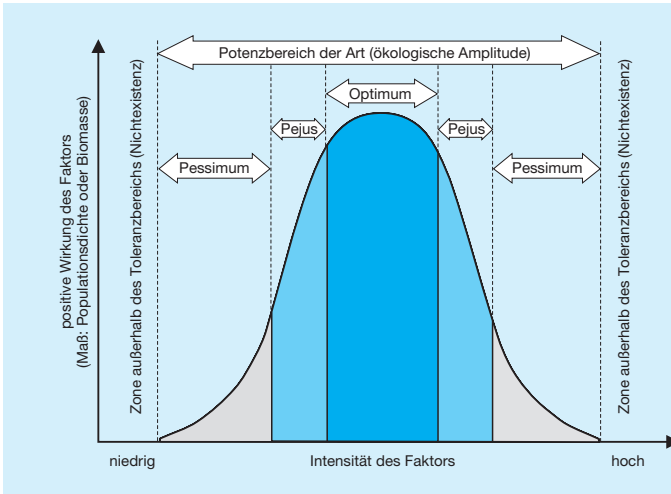 Potenzbereich der Art (ökologische Amplitude)
Optimum
Pejus
Pejus
Pessimum
Pessimum
positive Wirkung des Faktors
(Maß: Populationsdichte oder Biomasse)
Zone außerhalb des Toleranzbereichs (Nichtexistenz)
Zone außerhalb des Toleranzbereichs (Nichtexistenz)
niedrig
Intensität des Faktors
hoch